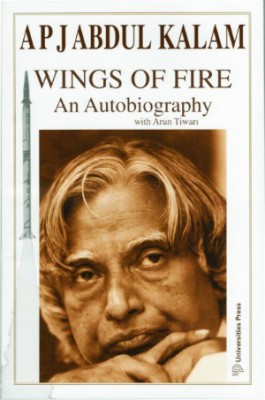 A P J ABDUL KALAM
WINGS OF FIRE
An Autobiography
with Arun Tiwari
Universities Press